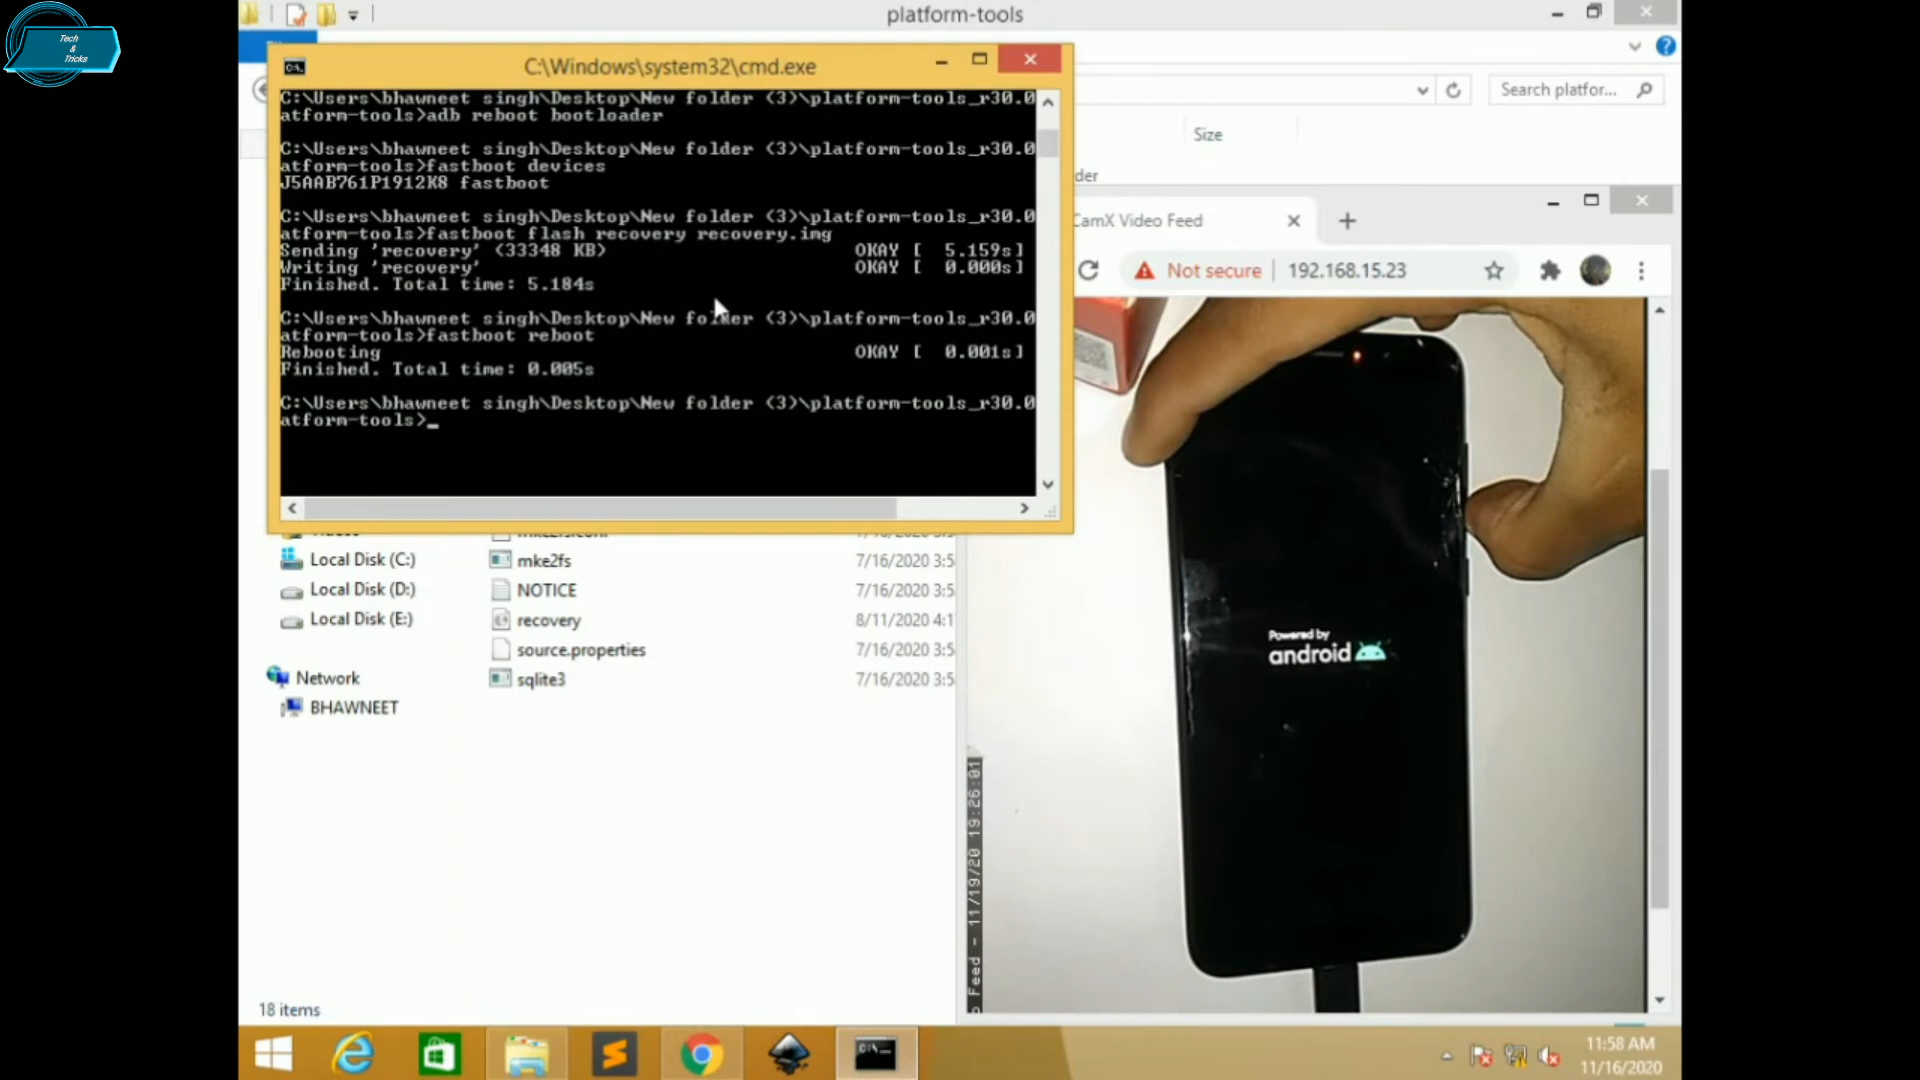 Tech
&
Tricks
platform-tools
C:\Windows\system32\cmd.exe
C:\Users\bhawneet singh\Desktop\New folder (3)\platform-tools_r30.0
atform-tools>adb reboot bootloader
C:\Users\bhawneet singh\Desktop\New folder (3)\platform-tools_r30.0
atform-tools>fastboot devices
J5AAB761P1912K8 fastboot
C:\Users\bhawneet singh\Desktop\New folder (3)\platform-tools_r30.0
atform-tools>fastboot flash recovery recovery.img
Sending 'recovery' (33348 KB) OKAY [ 5.159s]
Writing 'recovery' OKAY [ 0.000s]
Finished. Total time: 5.184s
C:\Users\bhawneet singh\Desktop\New folder (3)\platform-tools_r30.0
atform-tools>fastboot reboot
Rebooting OKAY [ 0.001s]
Finished. Total time: 0.005s
C:\Users\bhawneet singh\Desktop\New folder (3)\platform-tools_r30.0
atform-tools>_
Search platfor...
Size
der
CamX Video Feed
Not secure | 192.168.15.23
Local Disk (C:)
Local Disk (D:)
Local Disk (E:)
Network
BHAWNEET
mke2fs 7/16/2020 3:5
NOTICE 7/16/2020 3:5
recovery 8/11/2020 4:1
source.properties 7/16/2020 3:5
sqlite3 7/16/2020 3:5
Powered by
android
Feed - 11/19/20 19:26:01
18 items
11:58 AM
11/16/2020